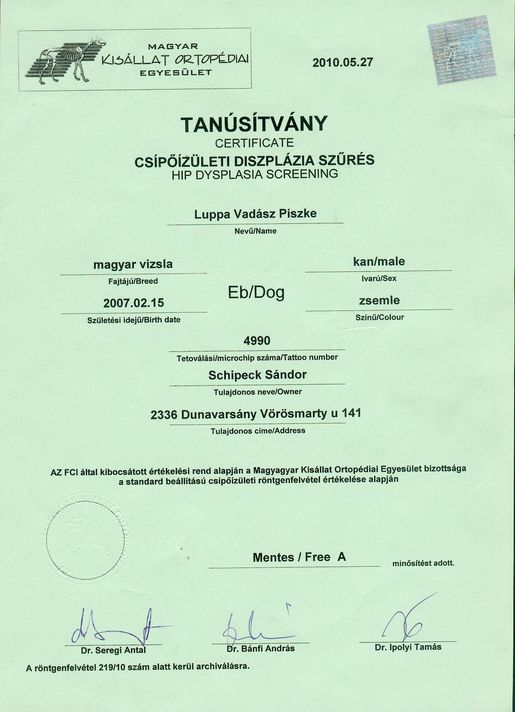 MAGYAR
KISÁLLAT ORTOPÉDIAI
EGYESÜLET
2010.05.27
TANÚSÍTVÁNY
CERTIFICATE
CSÍPŐÍZÜLETI DISZPLÁZIA SZŰRÉS
HIP DYSPLASIA SCREENING
Luppa Vadász Piszke
Nevű/Name
magyar vizsla
Fajtájú/Breed
kan/male
Ivarú/Sex
Eb/Dog
2007.02.15
Születési idejű/Birth date
zsemle
Színű/Colour
4990
Tetoválási/microchip száma/Tattoo number
Schipeck Sándor
Tulajdonos neve/Owner
2336 Dunavarsány Vörösmarty u 141
Tulajdonos címe/Address
AZ FCI által kibocsátott értékelési rend alapján a Magyagyar Kisállat Ortopédiai Egyesület bizottsága
a standard beállítású csípőízületi röntgenfelvétel értékelése alapján
Mentes / Free A
minősítést adott.
Dr. Seregi Antal
Dr. Bánfi András
Dr. Ipolyi Tamás
A röntgenfelvétel 219/10 szám alatt kerül archiválásra.